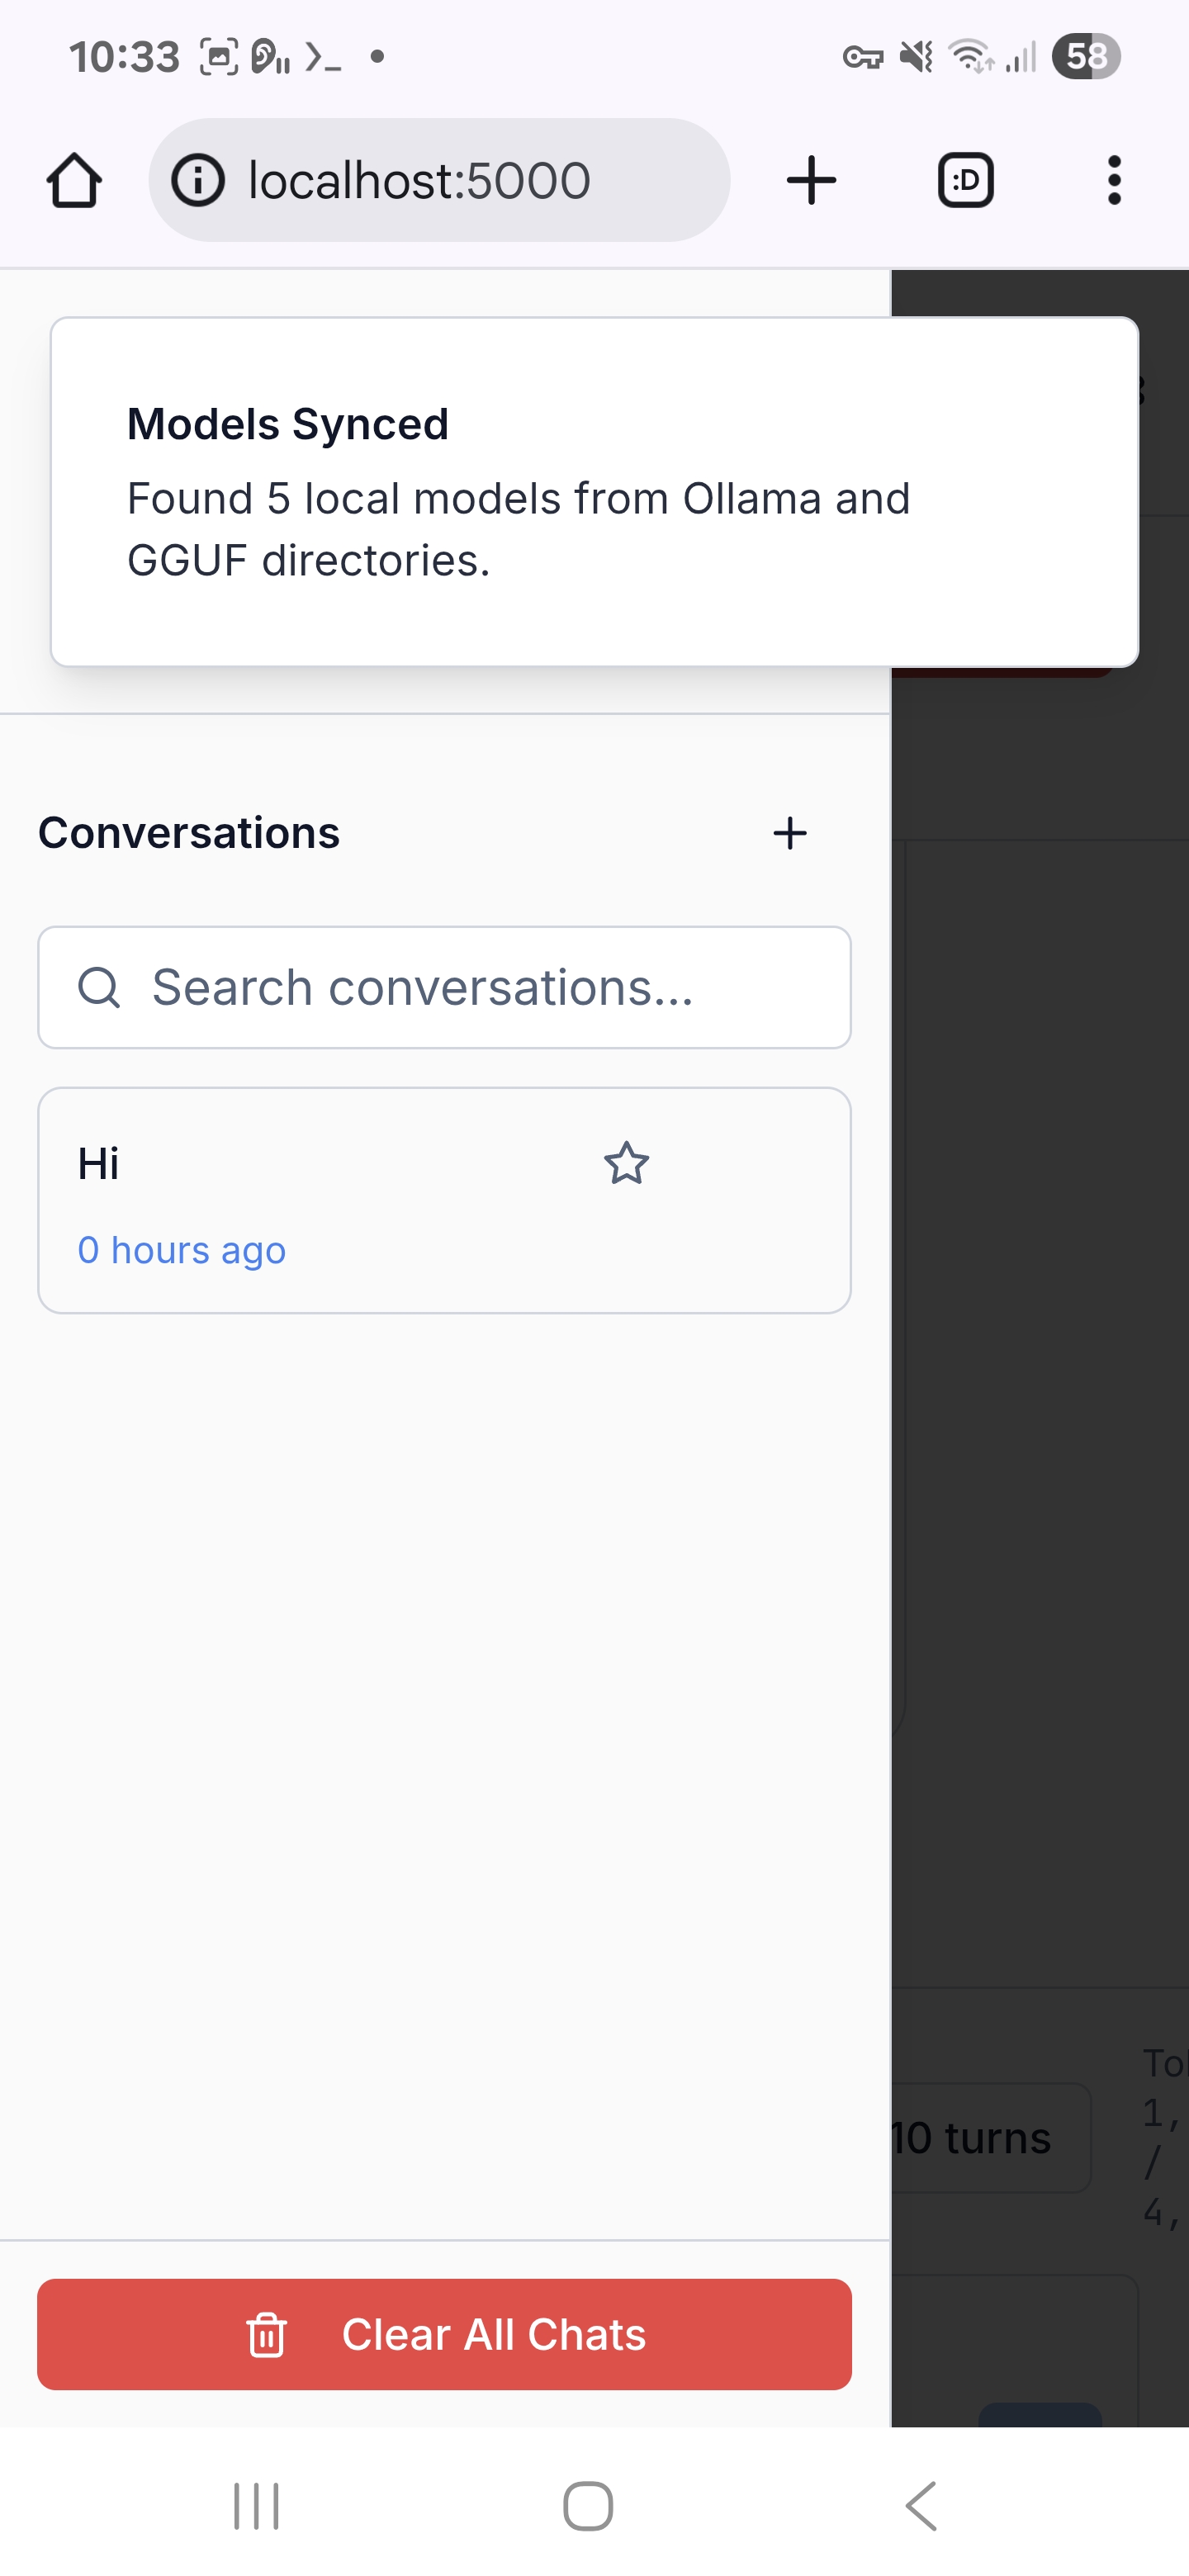 10:33
58
localhost:5000
:D
Models Synced
Found 5 local models from Ollama and
GGUF directories.
Conversations
Search conversations...
Hi
0 hours ago
10 turns
1,
/
4,
Clear All Chats